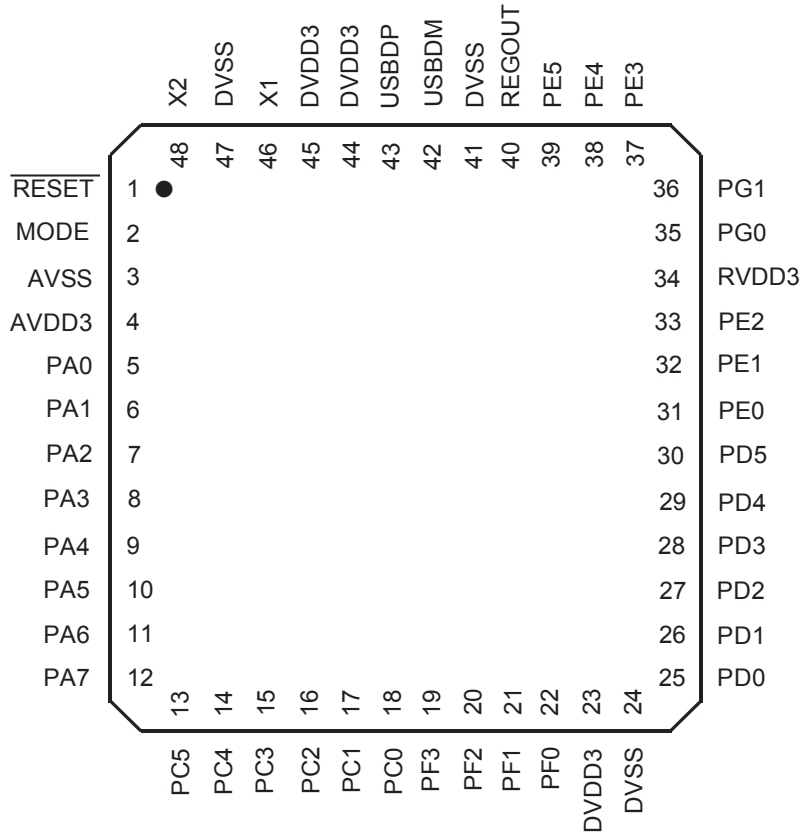 X2 DVSS X1 DVDD3 DVDD3 USBDP USBDM DVSS REGOUT PE5 PE4 PE3
48 47 46 45 44 43 42 41 40 39 38 37
RESET 1 36 PG1
MODE 2 35 PG0
AVSS 3 34 RVDD3
AVDD3 4 33 PE2
PA0 5 32 PE1
PA1 6 31 PE0
PA2 7 30 PD5
PA3 8 29 PD4
PA4 9 28 PD3
PA5 10 27 PD2
PA6 11 26 PD1
PA7 12 25 PD0
13 14 15 16 17 18 19 20 21 22 23 24
PC5 PC4 PC3 PC2 PC1 PC0 PF3 PF2 PF1 PF0 DVDD3 DVSS